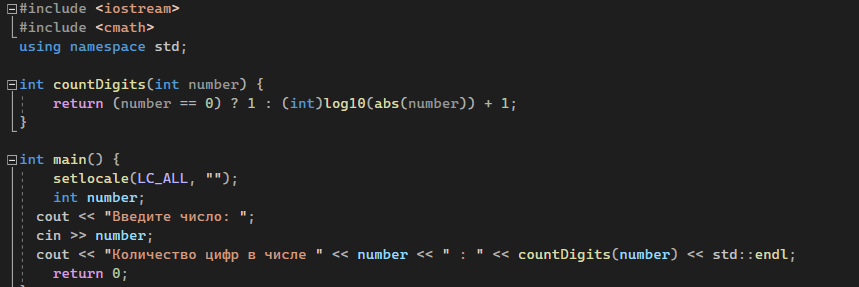 #include <iostream>
#include <cmath>
using namespace std;
int countDigits(int number) {
return (number == 0) ? 1 : (int)log10(abs(number)) + 1;
}
int main() {
setlocale(LC_ALL, "");
int number;
cout << "Введите число: ";
cin >> number;
cout << "Количество цифр в числе " << number << " : " << countDigits(number) << std::endl;
return 0;